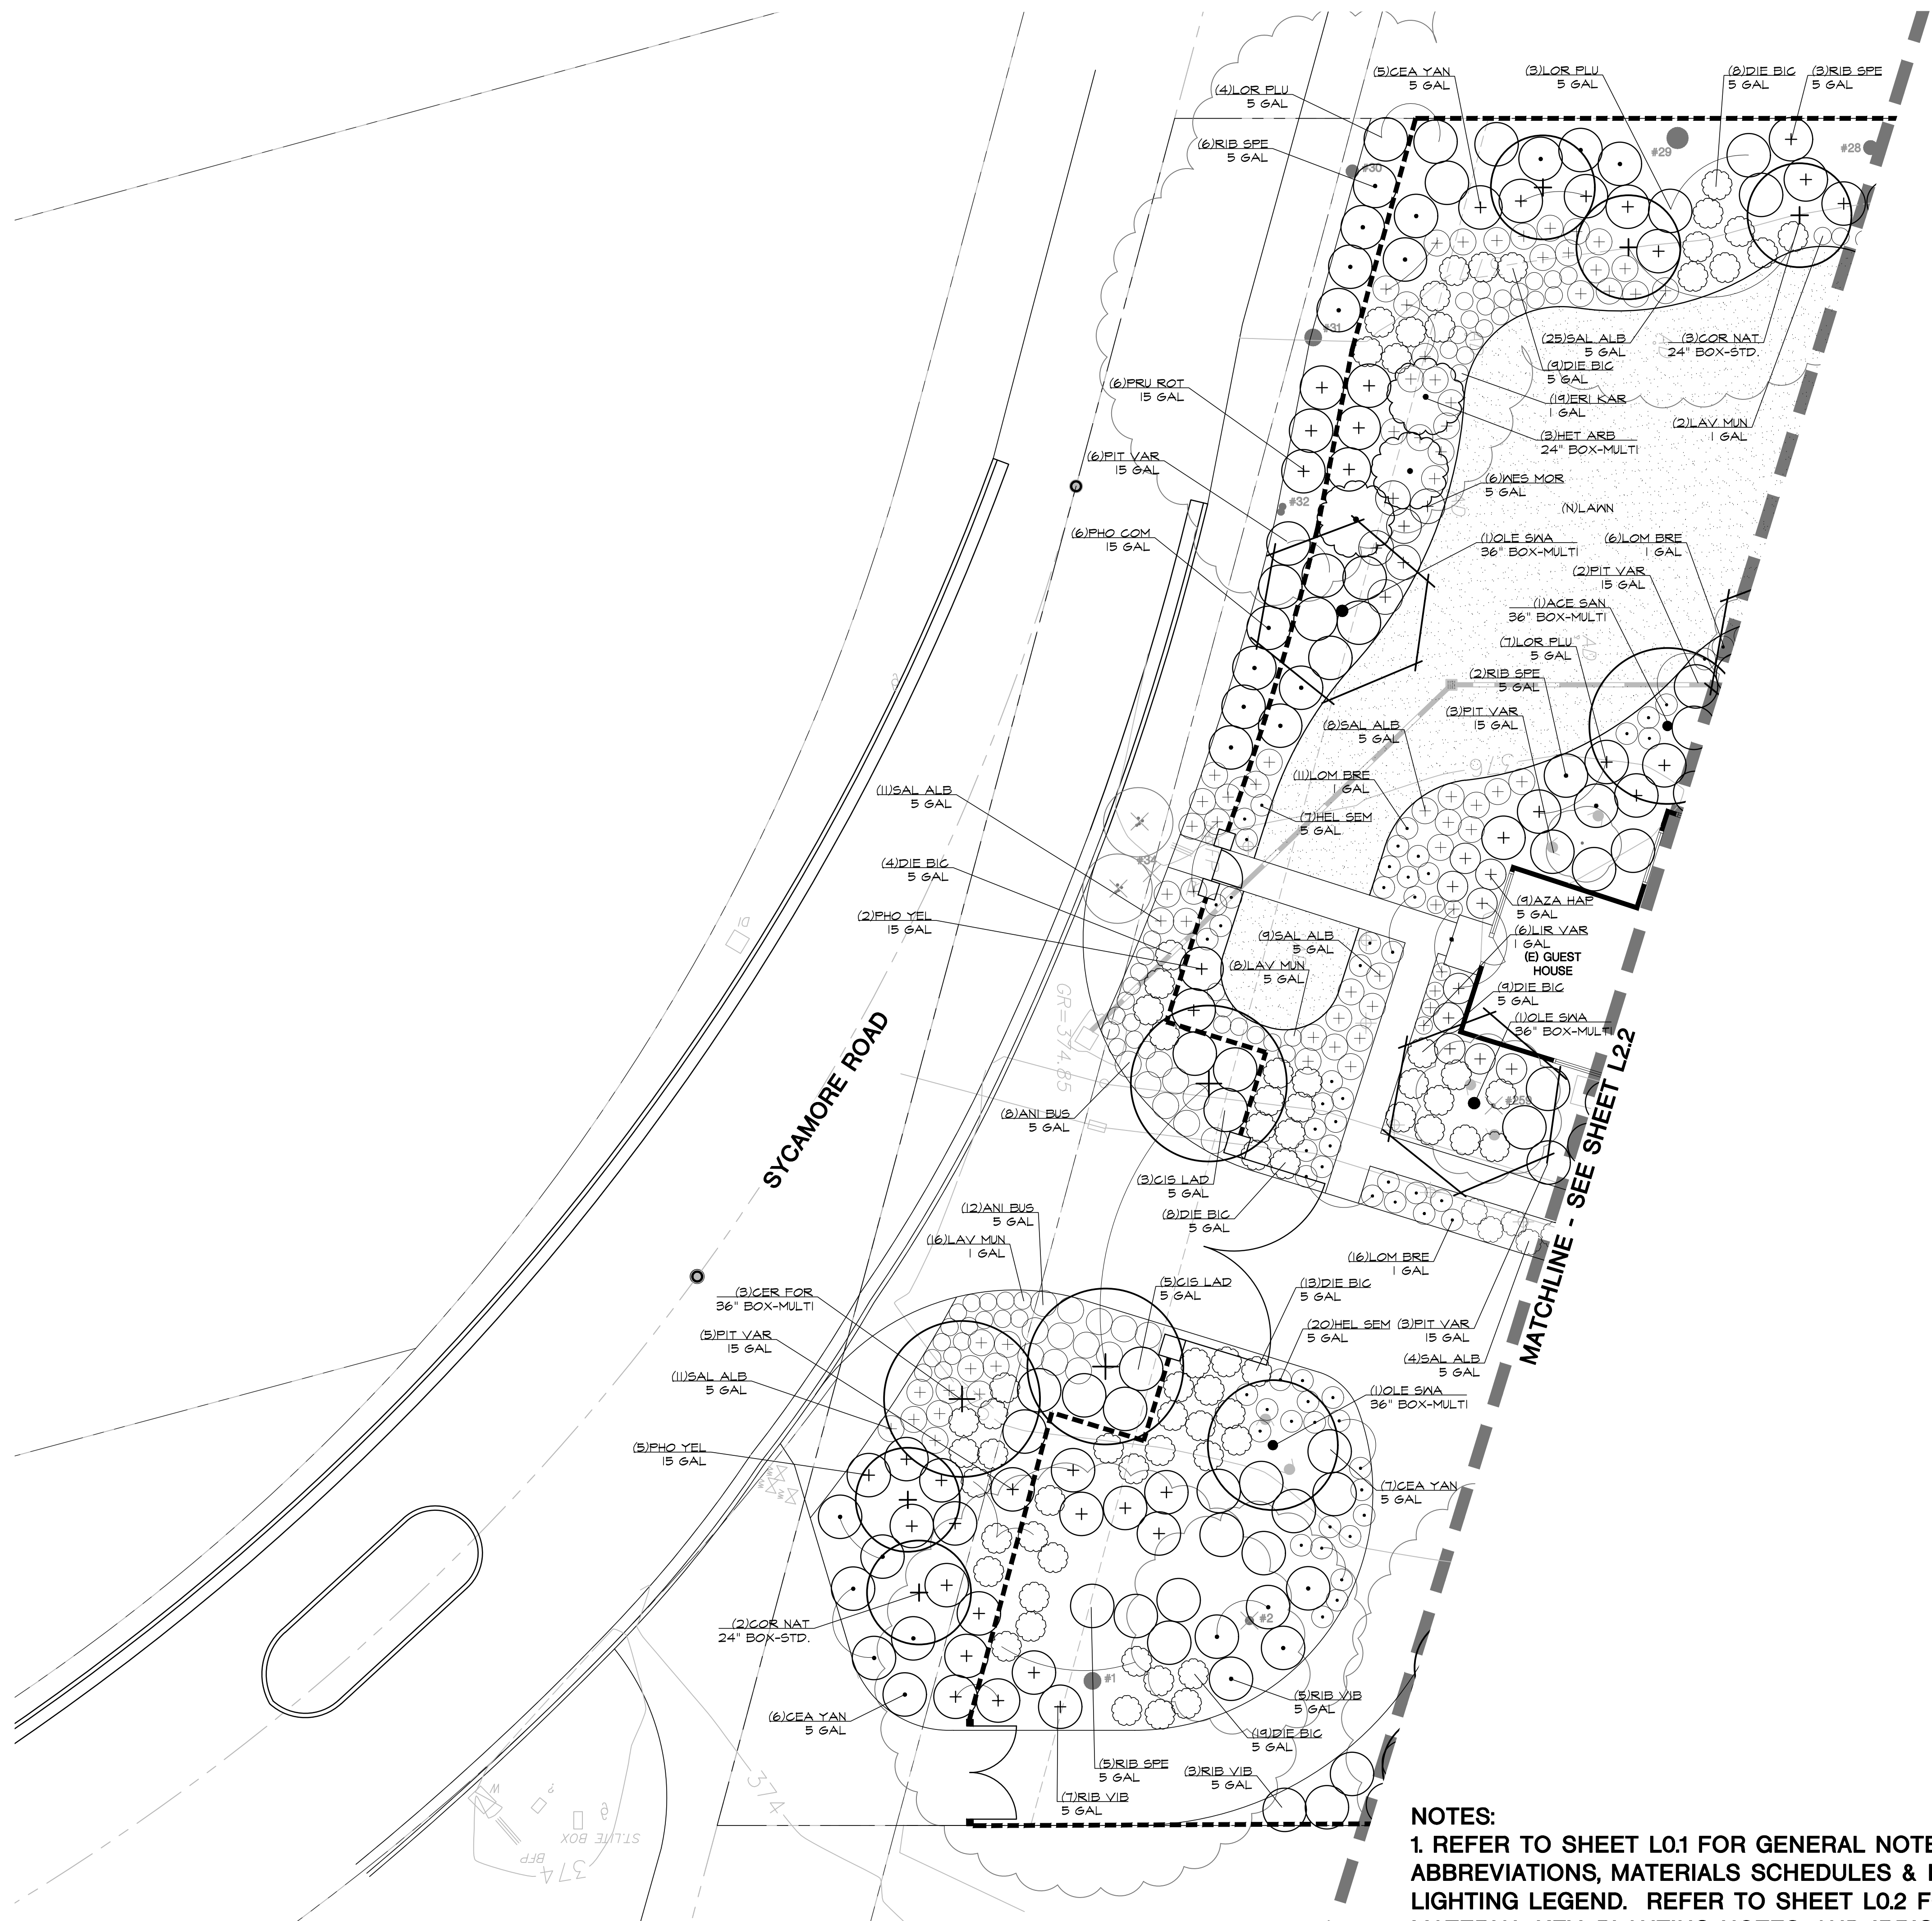 (5)CEA YAN
5 GAL
(3)LOR PLU
5 GAL
(8)DIE BIC
5 GAL
(3)RIB SPE
5 GAL
(4)LOR PLU
5 GAL
(6)RIB SPE
5 GAL
#30
#29
#28
#31
(25)SAL ALB
5 GAL
(3)COR NAT
24" BOX-STD.
(9)DIE BIC
5 GAL
(19)ERI KAR
1 GAL
(2)LAV MUN
1 GAL
(3)HET ARB
24" BOX-MULTI
(6)PRU ROT
15 GAL
(6)PIT VAR
15 GAL
(6)WES MOR
5 GAL
#32
(N)LAWN
(6)PHO COM
15 GAL
(1)OLE SWA
36" BOX-MULTI
(6)LOM BRE
1 GAL
(2)PIT VAR
15 GAL
(1)ACE SAN
36" BOX-MULTI
(7)LOR PLU
5 GAL
(2)RIB SPE
5 GAL
(3)PIT VAR
15 GAL
(8)SAL ALB
5 GAL
376
(11)LOM BRE
1 GAL
(7)HEL SEM
5 GAL
(11)SAL ALB
5 GAL
#34
(4)DIE BIC
5 GAL
(2)PHO YEL
15 GAL
(9)AZA HAP
5 GAL
(6)LIR VAR
1 GAL
(E) GUEST
HOUSE
(9)SAL ALB
5 GAL
(8)LAV MUN
5 GAL
(9)DIE BIC
5 GAL
(1)OLE SWA
36" BOX-MULTI
DI
GR=374.85
#259
SYCAMORE ROAD
MATCHLINE - SEE SHEET L2.2
(8)ANI BUS
5 GAL
(3)CIS LAD
5 GAL
(8)DIE BIC
5 GAL
(12)ANI BUS
5 GAL
(16)LAV MUN
1 GAL
(16)LOM BRE
1 GAL
(3)CER FOR
36" BOX-MULTI
(5)CIS LAD
5 GAL
(13)DIE BIC
5 GAL
(20)HEL SEM
5 GAL
(3)PIT VAR
15 GAL
(5)PIT VAR
15 GAL
(4)SAL ALB
5 GAL
(11)SAL ALB
5 GAL
(1)OLE SWA
36" BOX-MULTI
(5)PHO YEL
15 GAL
(7)CEA YAN
5 GAL
(2)COR NAT
24" BOX-STD.
#2
#1
(6)CEA YAN
5 GAL
(5)RIB VIB
5 GAL
(19)DIE BIC
5 GAL
(5)RIB SPE
5 GAL
(3)RIB VIB
5 GAL
(7)RIB VIB
5 GAL
374
W
?
ST.LITE BOX
BFP
374
NOTES:
1. REFER TO SHEET L0.1 FOR GENERAL NOTE
ABBREVIATIONS, MATERIALS SCHEDULES &
LIGHTING LEGEND. REFER TO SHEET L0.2 F